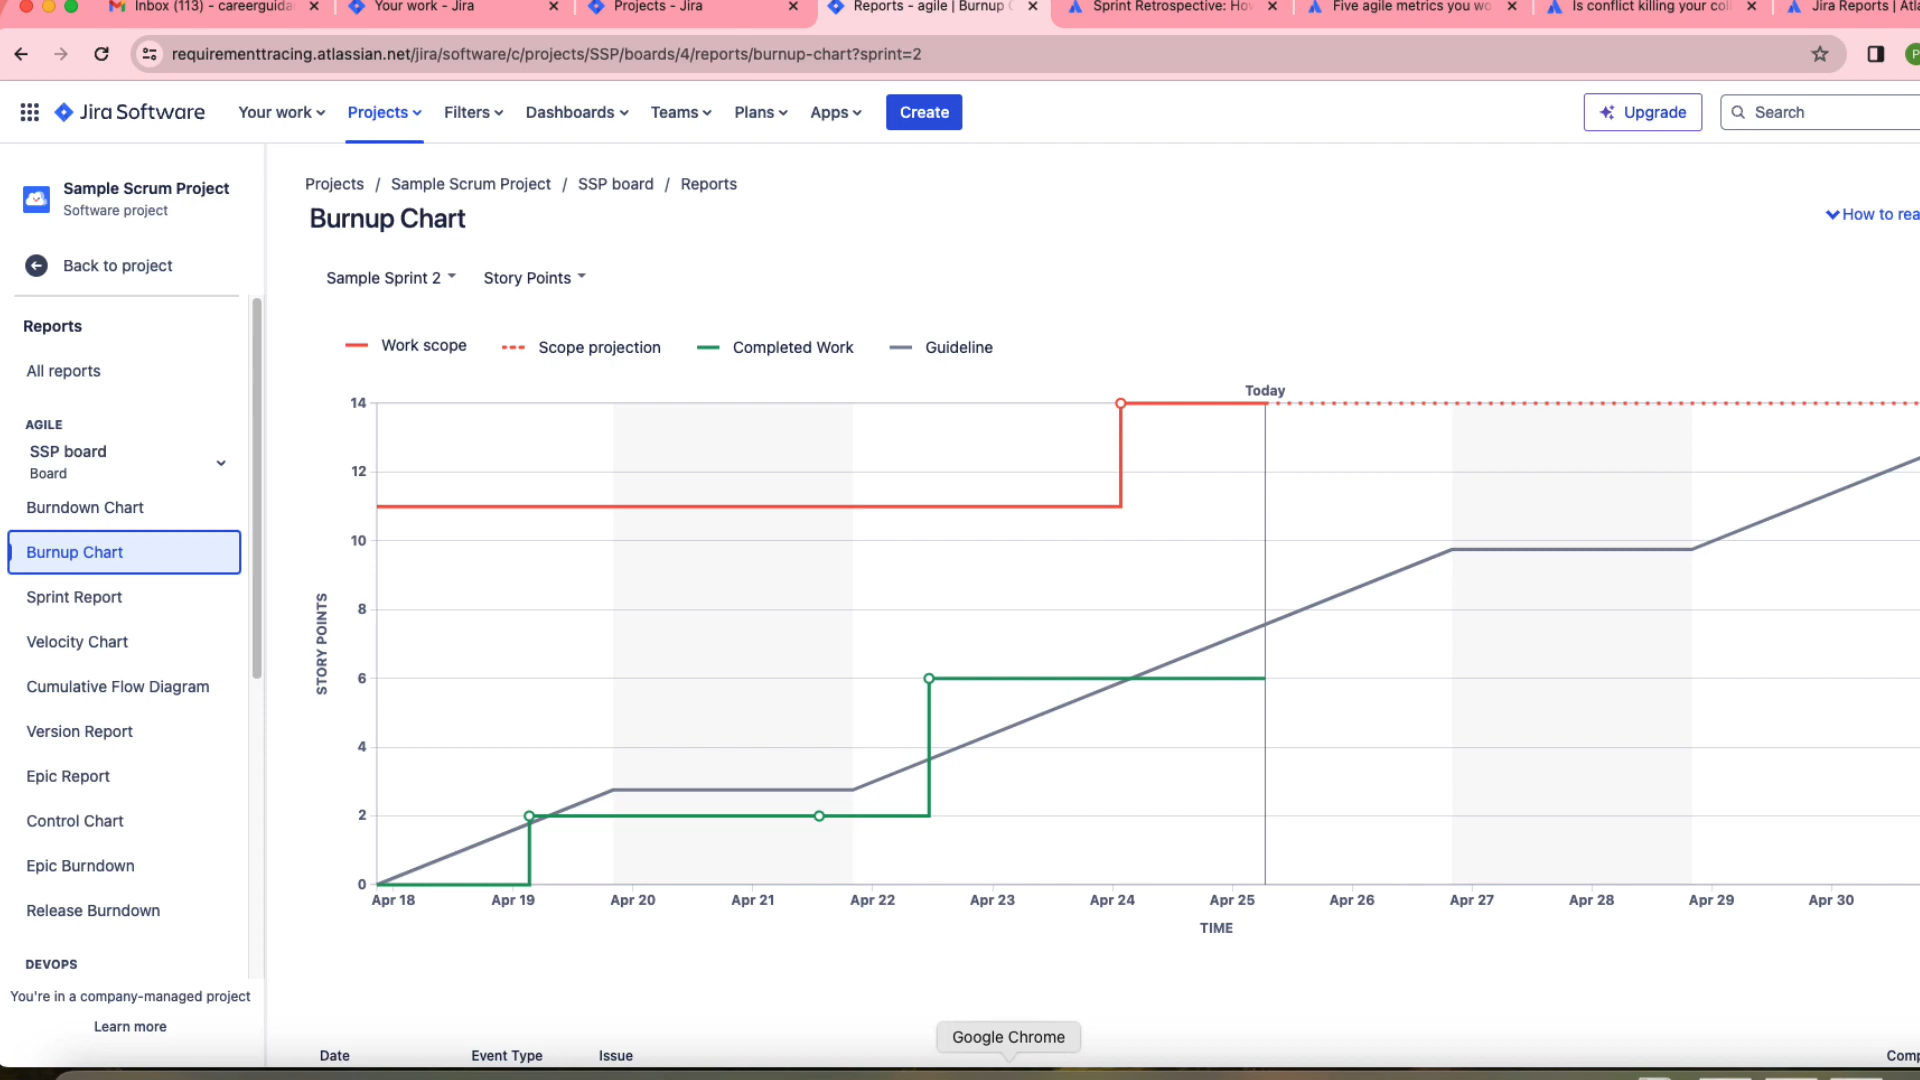 Inbox (113) - careerguida
Your work - Jira
Projects - Jira
Reports - agile | Burnup
Sprint Retrospective: Ho
Five agile metrics you wo
Is conflict killing your col
Jira Reports | Atla
requirementtracing.atlassian.net/jira/software/c/projects/SSP/boards/4/reports/burnup-chart?sprint=2
P
Jira Software
Your work
Projects
Filters
Dashboards
Teams
Plans
Apps
Create
Upgrade
Search
Sample Scrum Project
Software project
Back to project
Reports
All reports
AGILE
SSP board
Board
Burndown Chart
Burnup Chart
Sprint Report
Velocity Chart
Cumulative Flow Diagram
Version Report
Epic Report
Control Chart
Epic Burndown
Release Burndown
DEVOPS
You're in a company-managed project
Learn more
Projects / Sample Scrum Project / SSP board / Reports
Burnup Chart
How to rea
Sample Sprint 2
Story Points
Work scope
Scope projection
Completed Work
Guideline
Today
14
12
10
8
6
4
2
0
STORY POINTS
Apr 18
Apr 19
Apr 20
Apr 21
Apr 22
Apr 23
Apr 24
Apr 25
Apr 26
Apr 27
Apr 28
Apr 29
Apr 30
TIME
Google Chrome
Date
Event Type
Issue
Comp